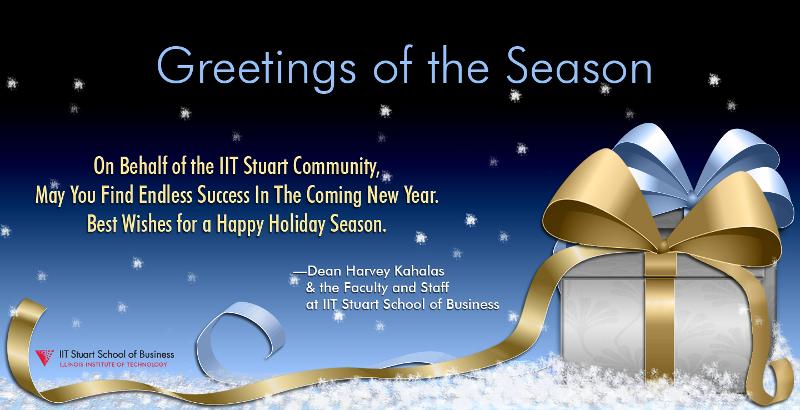 Greetings of the Season
On Behalf of the IIT Stuart Community,
May You Find Endless Success In The Coming New Year.
Best Wishes for a Happy Holiday Season.
—Dean Harvey Kahalas
& the Faculty and Staff
at IIT Stuart School of Business
IIT Stuart School of Business
ILLINOIS INSTITUTE OF TECHNOLOGY